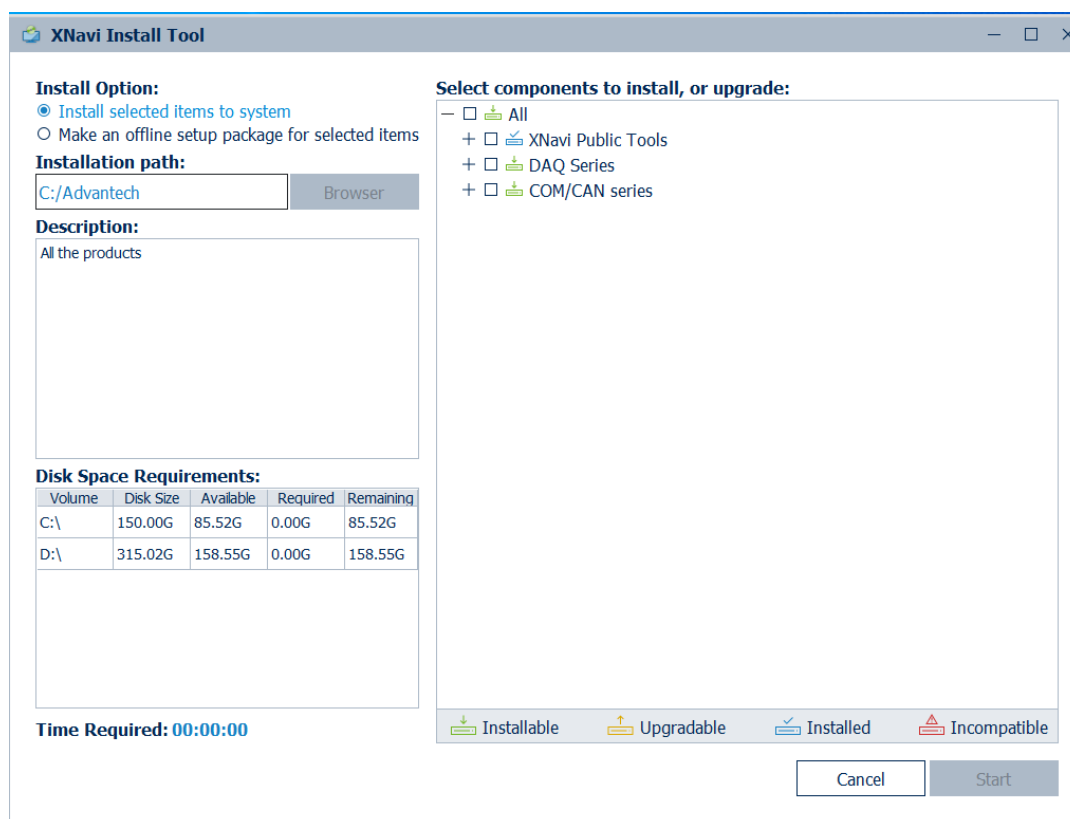 XNavi Install Tool
Install Option:
Install selected items to system
Make an offline setup package for selected items
Installation path:
C:/Advantech
Browser
Description:
All the products
Disk Space Requirements:
Volume Disk Size Available Required Remaining
C:\ 150.00G 85.52G 0.00G 85.52G
D:\ 315.02G 158.55G 0.00G 158.55G
Time Required: 00:00:00
Select components to install, or upgrade:
All
XNavi Public Tools
DAQ Series
COM/CAN series
Installable Upgradable Installed Incompatible
Cancel Start